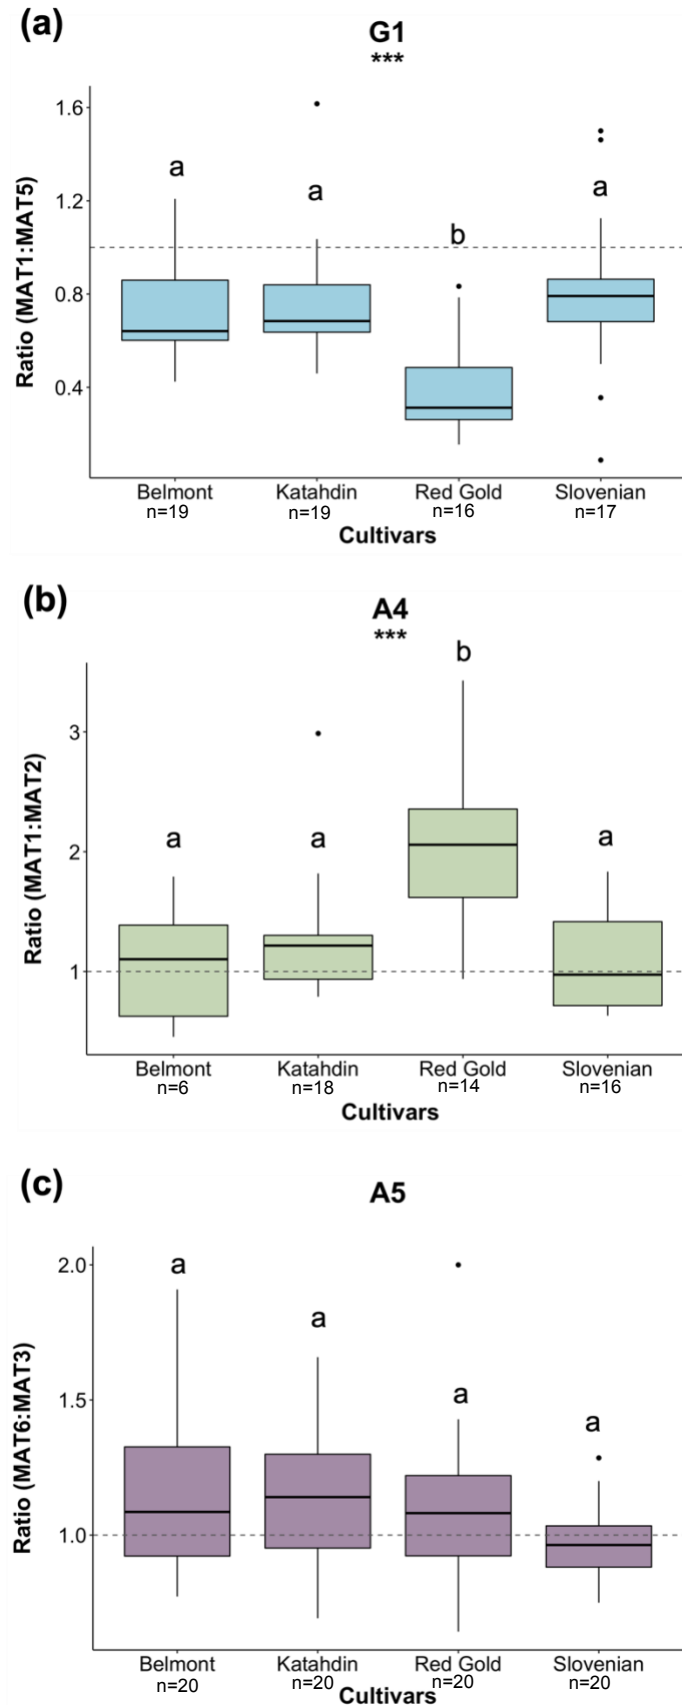 (a)
G1
***
Ratio (MAT1:MAT5)
1.6
1.2
0.8
0.4
a
a
b
a
Belmont Katahdin Red Gold Slovenian
n=19 n=19 n=16 n=17
Cultivars
(b)
A4
***
Ratio (MAT1:MAT2)
3
2
1
a
a
b
a
Belmont Katahdin Red Gold Slovenian
n=6 n=18 n=14 n=16
Cultivars
(c)
A5
Ratio (MAT6:MAT3)
2.0
1.5
1.0
a
a
a
a
Belmont Katahdin Red Gold Slovenian
n=20 n=20 n=20 n=20
Cultivars